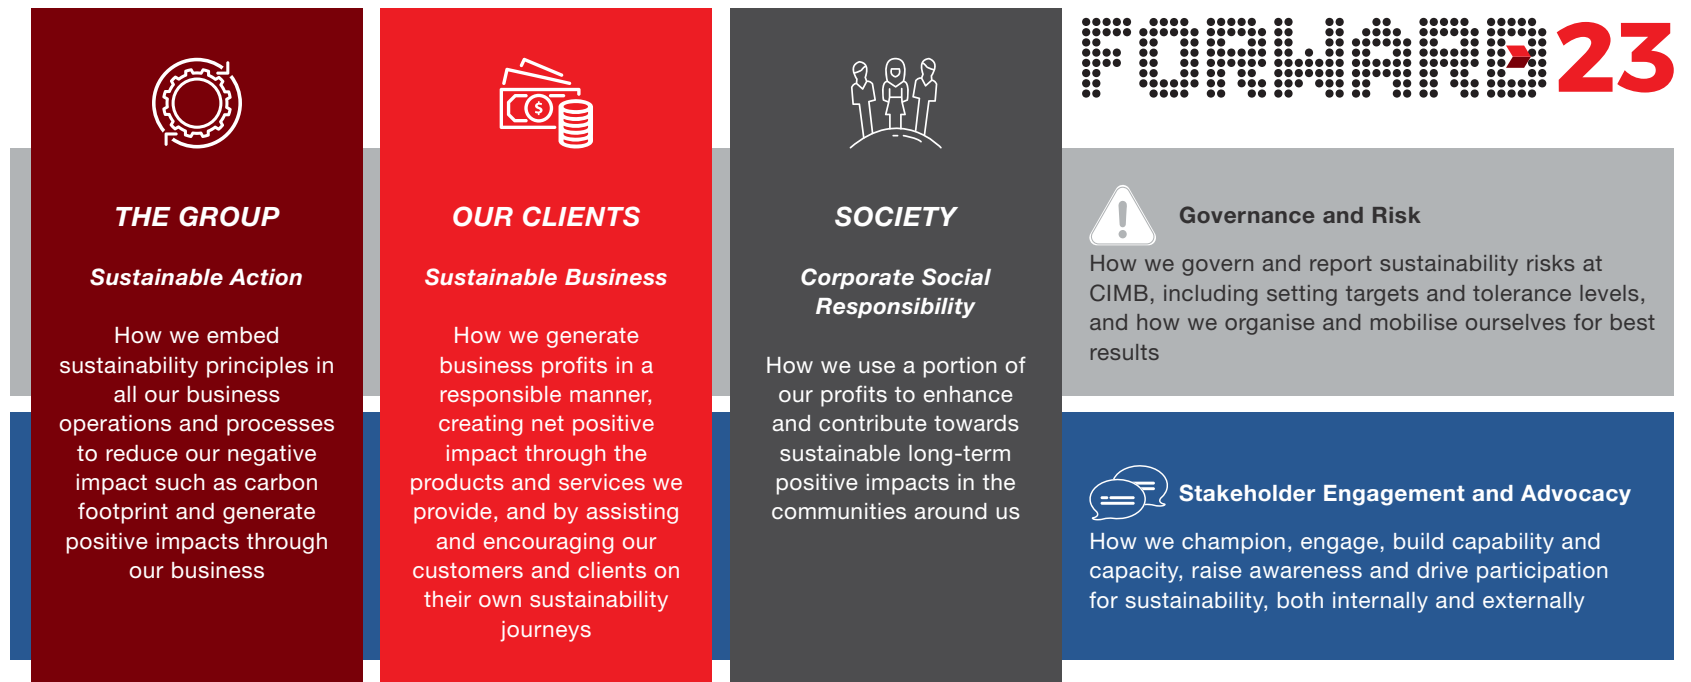 THE GROUP
Sustainable Action
How we embed
sustainability principles in
all our business
operations and processes
to reduce our negative
impact such as carbon
footprint and generate
positive impacts through
our business
$
OUR CLIENTS
Sustainable Business
How we generate
business profits in a
responsible manner,
creating net positive
impact through the
products and services we
provide, and by assisting
and encouraging our
customers and clients on
their own sustainability
journeys
SOCIETY
Corporate Social
Responsibility
How we use a portion of
our profits to enhance
and contribute towards
sustainable long-term
positive impacts in the
communities around us
FORWARD23
!
Governance and Risk
How we govern and report sustainability risks at
CIMB, including setting targets and tolerance levels,
and how we organise and mobilise ourselves for best
results
Stakeholder Engagement and Advocacy
How we champion, engage, build capability and
capacity, raise awareness and drive participation
for sustainability, both internally and externally